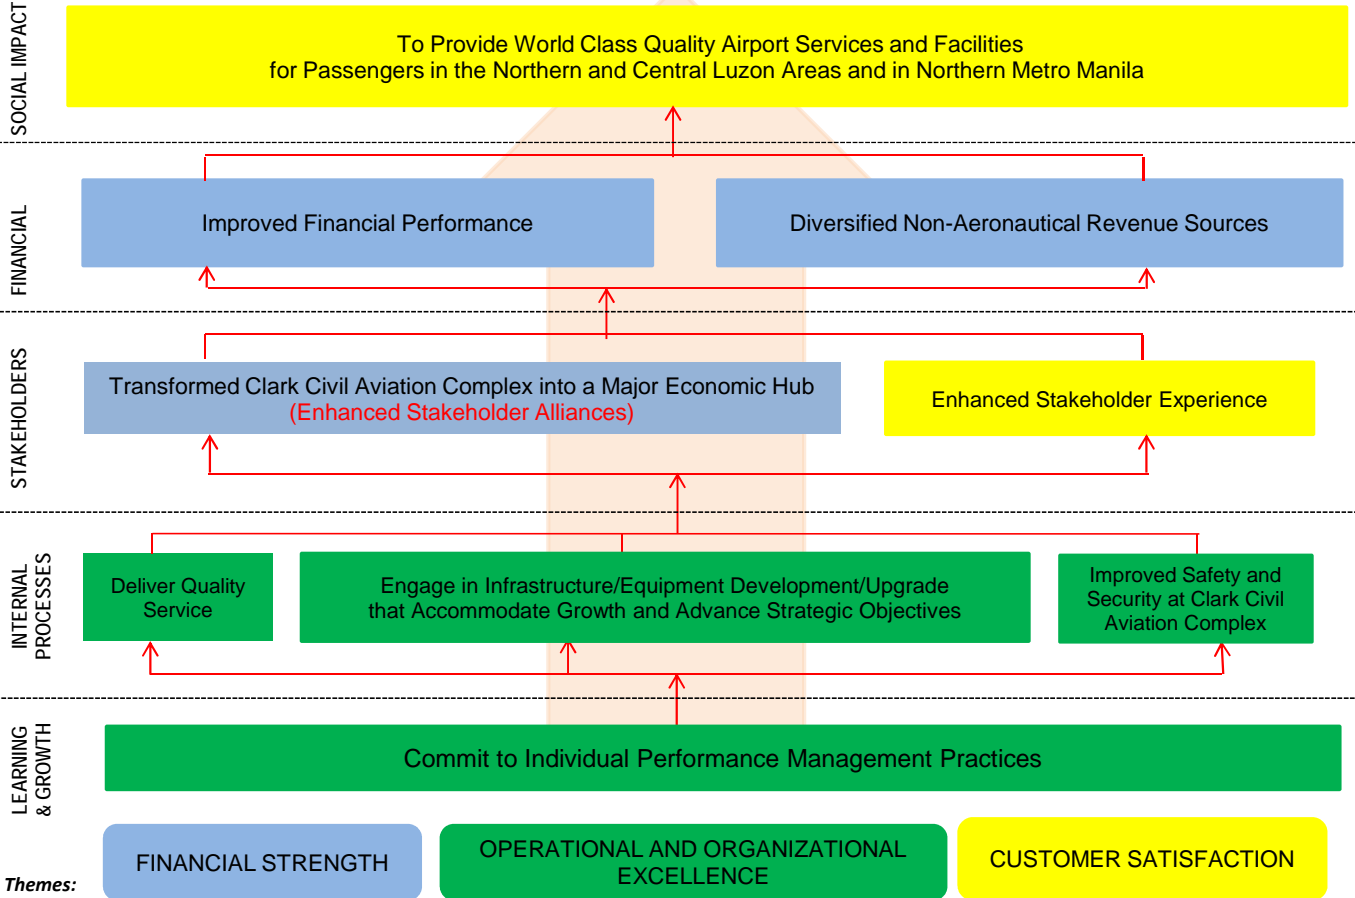 SOCIAL IMPACT
To Provide World Class Quality Airport Services and Facilities
for Passengers in the Northern and Central Luzon Areas and in Northern Metro Manila
FINANCIAL
Improved Financial Performance
Diversified Non-Aeronautical Revenue Sources
STAKEHOLDERS
Transformed Clark Civil Aviation Complex into a Major Economic Hub
(Enhanced Stakeholder Alliances)
Enhanced Stakeholder Experience
INTERNAL
PROCESSES
Deliver Quality
Service
Engage in Infrastructure/Equipment Development/Upgrade
that Accommodate Growth and Advance Strategic Objectives
Improved Safety and
Security at Clark Civil
Aviation Complex
LEARNING
& GROWTH
Commit to Individual Performance Management Practices
Themes:
FINANCIAL STRENGTH
OPERATIONAL AND ORGANIZATIONAL
EXCELLENCE
CUSTOMER SATISFACTION